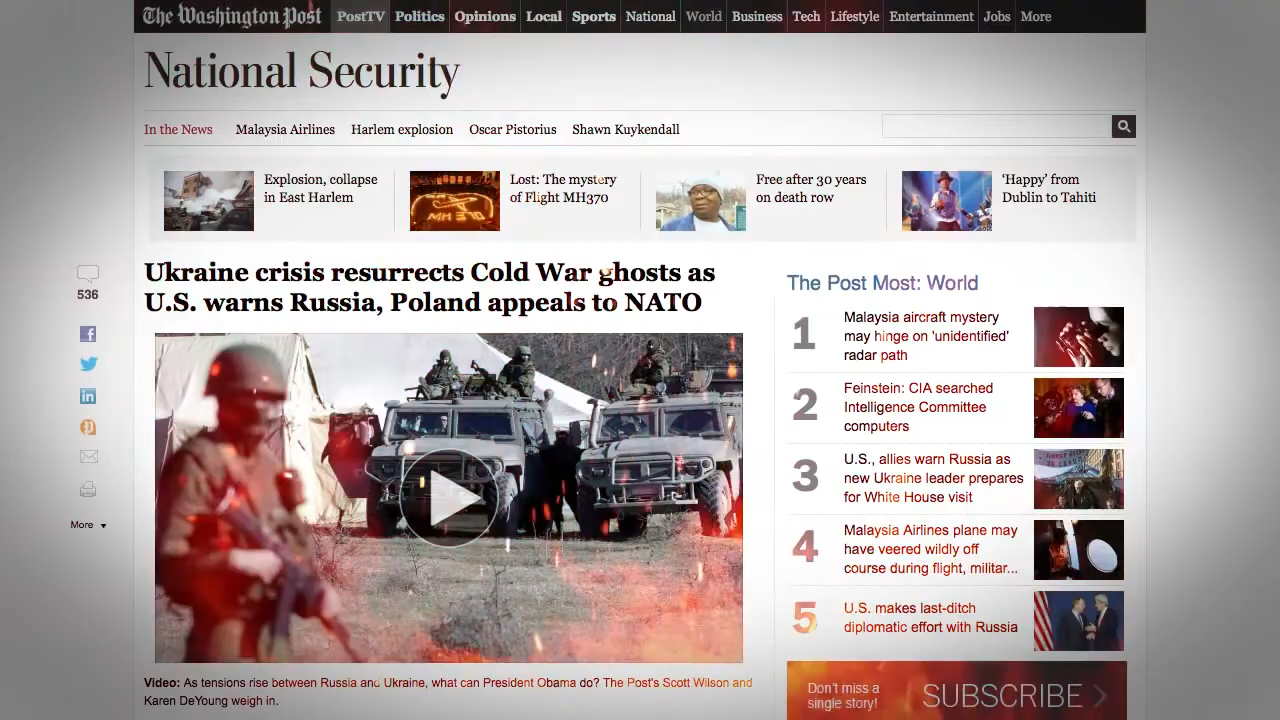 The Washington Post PostTV Politics Opinions Local Sports National World Business Tech Lifestyle Entertainment Jobs More
National Security
In the News Malaysia Airlines Harlem explosion Oscar Pistorius Shawn Kuykendall
Explosion, collapse
in East Harlem
MH 370
Lost: The mystery
of Flight MH370
Free after 30 years
on death row
‘Happy’ from
Dublin to Tahiti
536
More
Ukraine crisis resurrects Cold War ghosts as
U.S. warns Russia, Poland appeals to NATO
Video: As tensions rise between Russia and Ukraine, what can President Obama do? The Post's Scott Wilson and
Karen DeYoung weigh in.
The Post Most: World
1
Malaysia aircraft mystery
may hinge on 'unidentified'
radar path
2
Feinstein: CIA searched
Intelligence Committee
computers
3
U.S., allies warn Russia as
new Ukraine leader prepares
for White House visit
4
Malaysia Airlines plane may
have veered wildly off
course during flight, militar...
5
U.S. makes last-ditch
diplomatic effort with Russia
Don't miss a
single story!
SUBSCRIBE